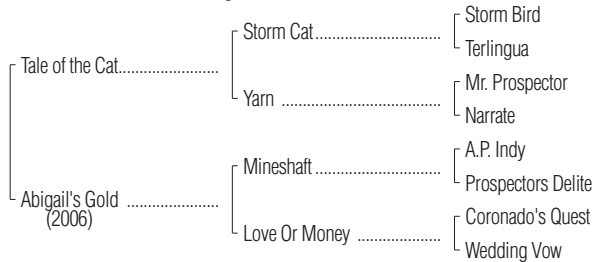 Storm Bird
Storm Cat
Terlingua
Tale of the Cat
Mr. Prospector
Yarn
Narrate
A.P. Indy
Mineshaft
Prospectors Delite
Abigail's Gold
(2006)
Coronado's Quest
Love Or Money
Wedding Vow